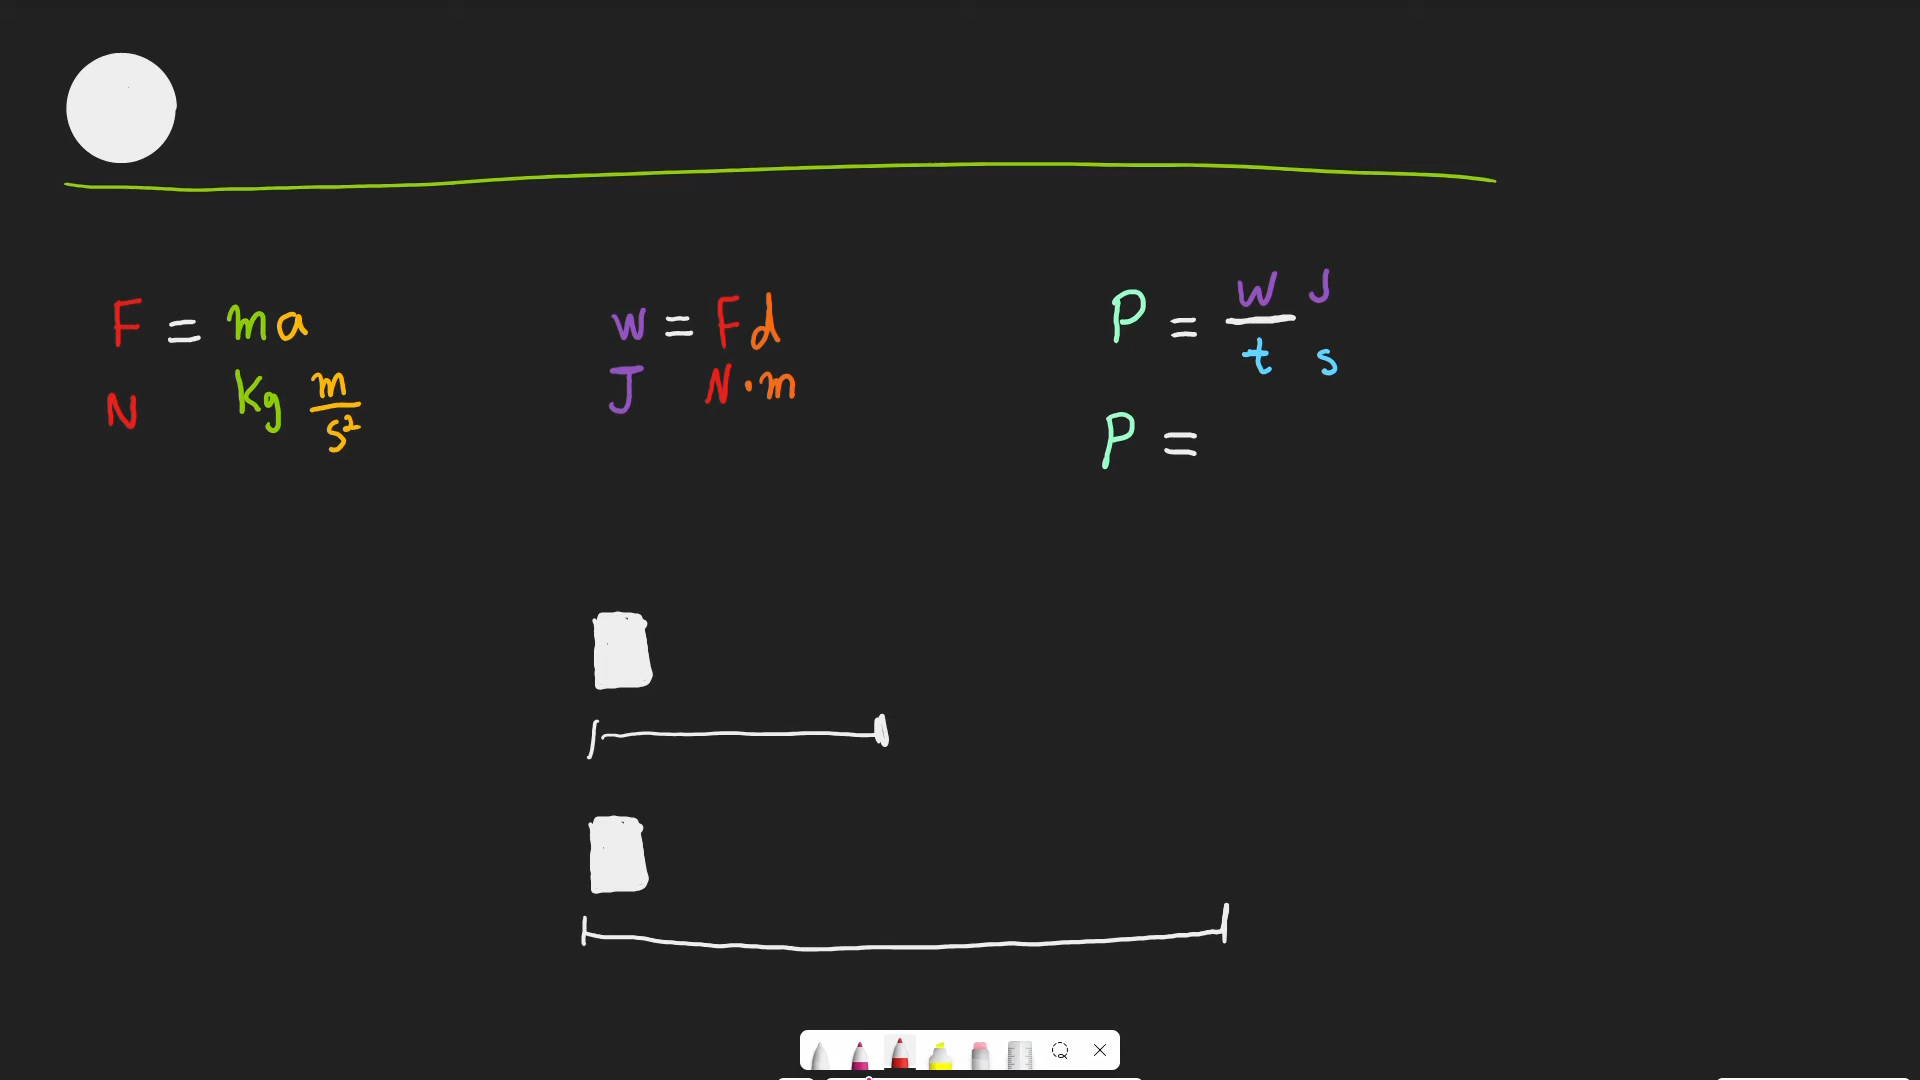 F = ma
N kg m/s²
W = Fd
J N·m
P = W/t J s
P =